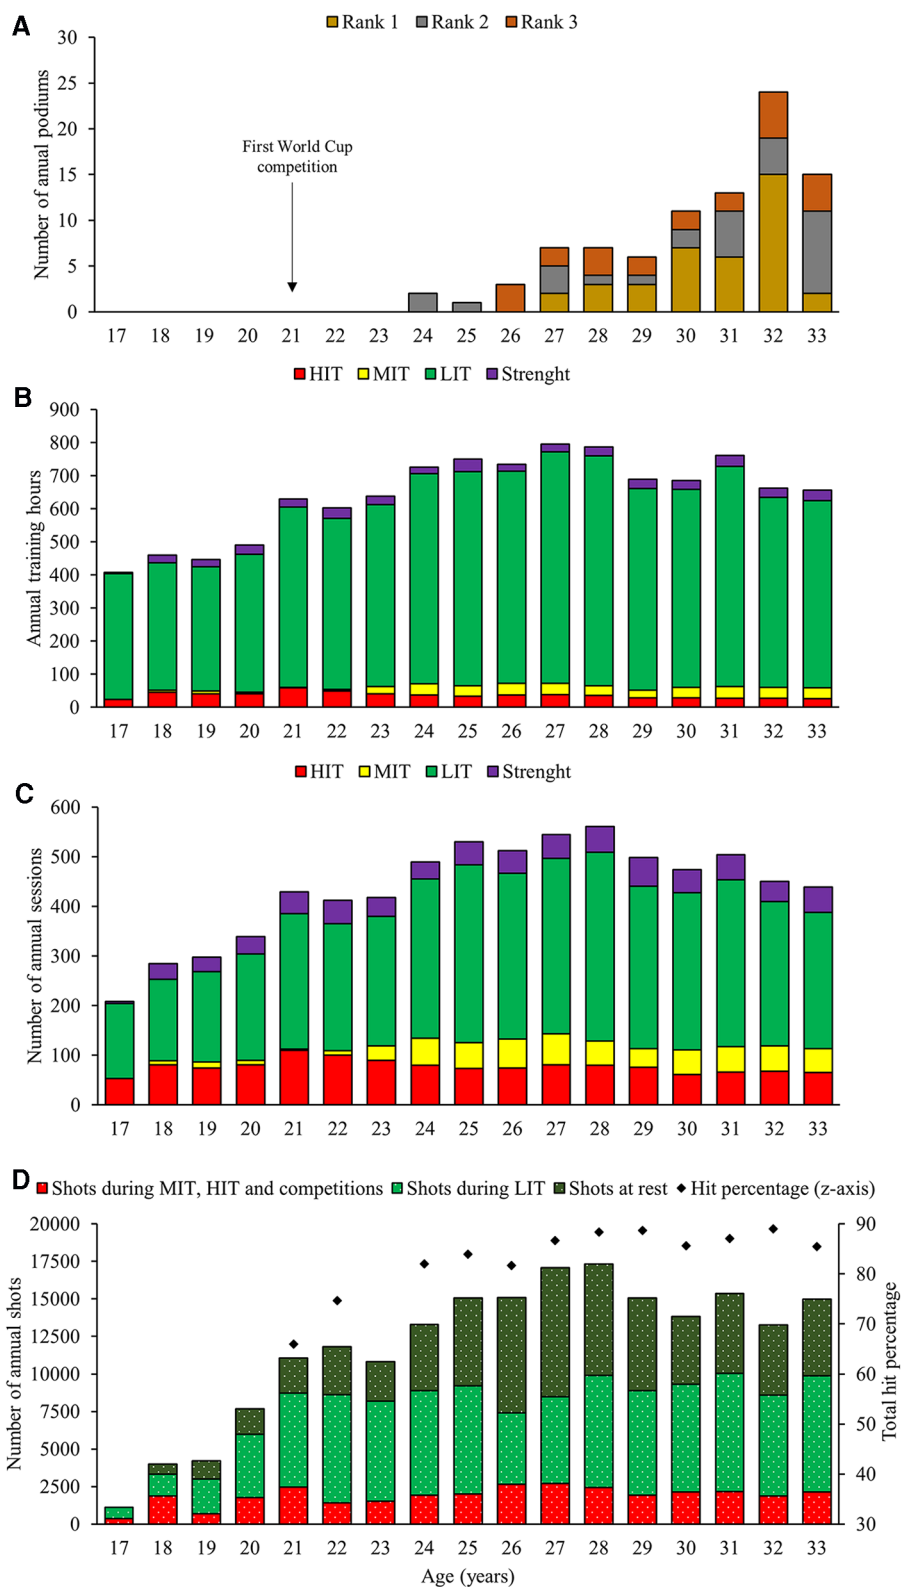 A
Rank 1 Rank 2 Rank 3
Number of anual podiums
30
25
20
15
10
5
0
First World Cup
competition
17 18 19 20 21 22 23 24 25 26 27 28 29 30 31 32 33
HIT MIT LIT Strenght
B
Annual training hours
900
800
700
600
500
400
300
200
100
0
17 18 19 20 21 22 23 24 25 26 27 28 29 30 31 32 33
HIT MIT LIT Strenght
C
Number of annual sessions
600
500
400
300
200
100
0
17 18 19 20 21 22 23 24 25 26 27 28 29 30 31 32 33
D
Shots during MIT, HIT and competitions Shots during LIT Shots at rest Hit percentage (z-axis)
Number of annual shots
20000
17500
15000
12500
10000
7500
5000
2500
0
90
80
70
60
50
40
30
Total hit percentage
17 18 19 20 21 22 23 24 25 26 27 28 29 30 31 32 33
Age (years)